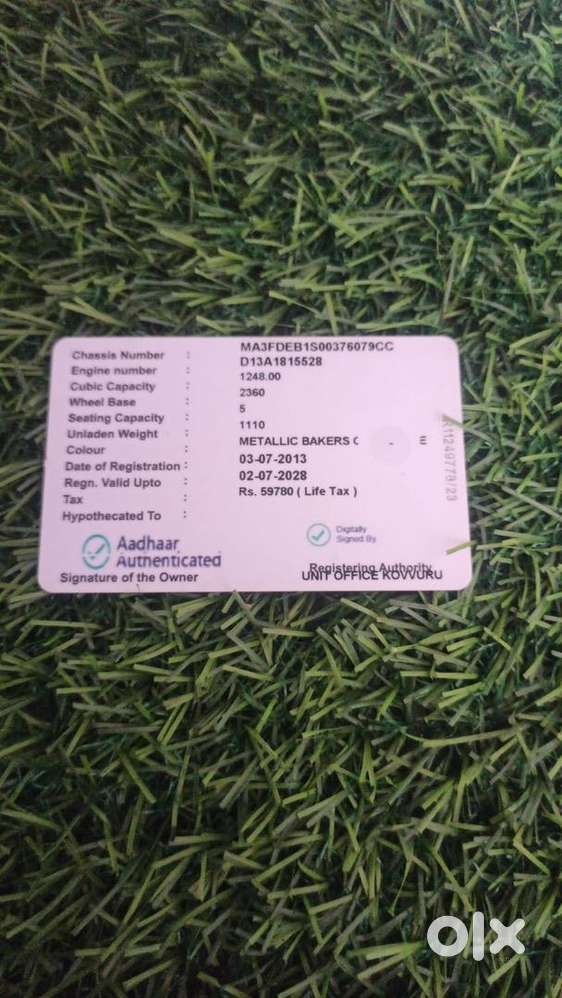 Chassis Number : MA3FDEB1S00376079CC
Engine number : D13A1815528
Cubic Capacity : 1248.00
Wheel Base : 2360
Seating Capacity : 5
Unladen Weight : 1110
Colour : METALLIC BAKERS
Date of Registration : 03-07-2013
Regn. Valid Upto : 02-07-2028
Tax : Rs. 59780 ( Life Tax )
Hypothecated To :
Aadhaar
Authenticated
Signature of the Owner
Digitally
Signed By
Registering Authority
UNIT OFFICE KOVVURU
olx